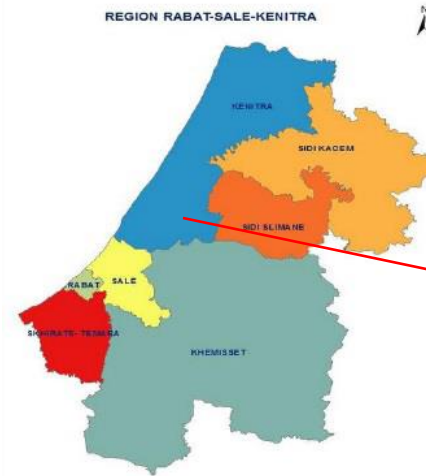 REGION RABAT-SALE-KENITRA
N
KENITRA
SIDI KACEM
SIDI SLIMANE
SALE
RABAT
SKHIRATE- TEMARA
KHEMISSET